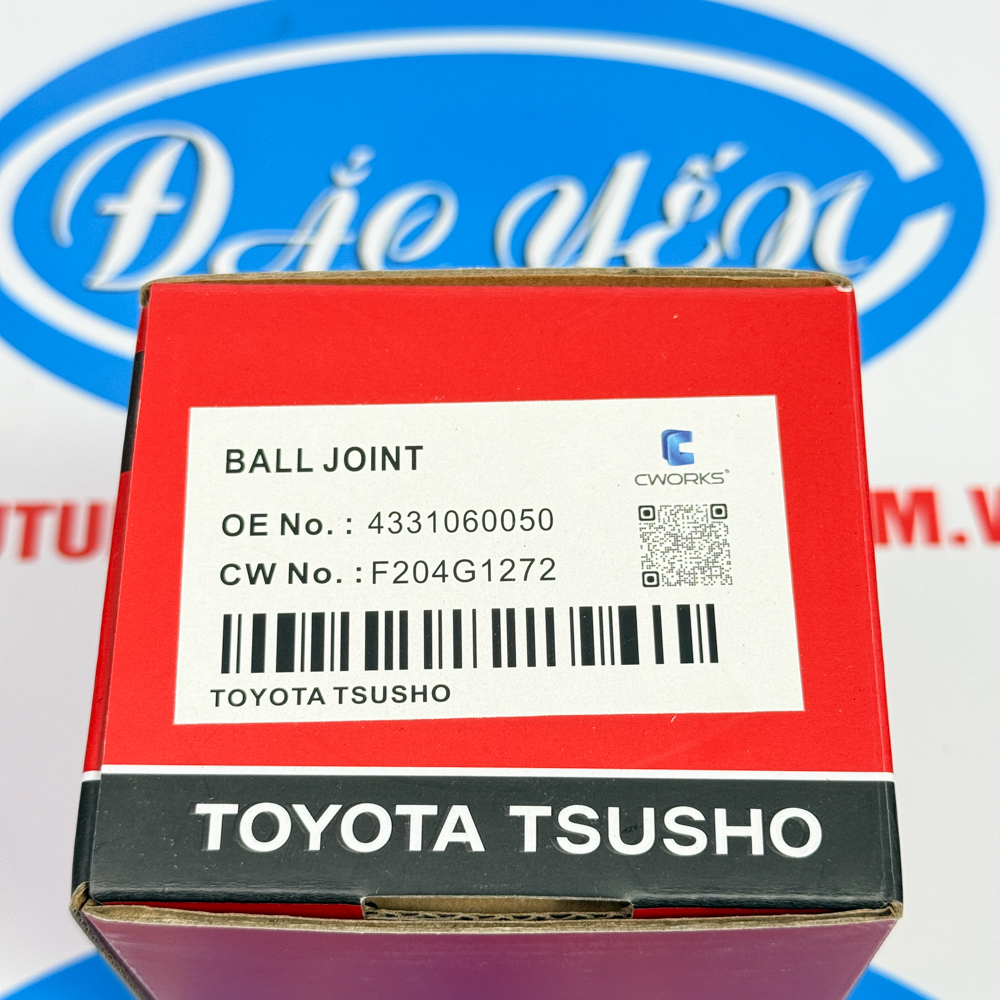 ĐẮC YẾN
BALL JOINT
CWORKS®
OE No. : 4331060050
CW No. : F204G1272
TOYOTA TSUSHO
TOYOTA TSUSHO